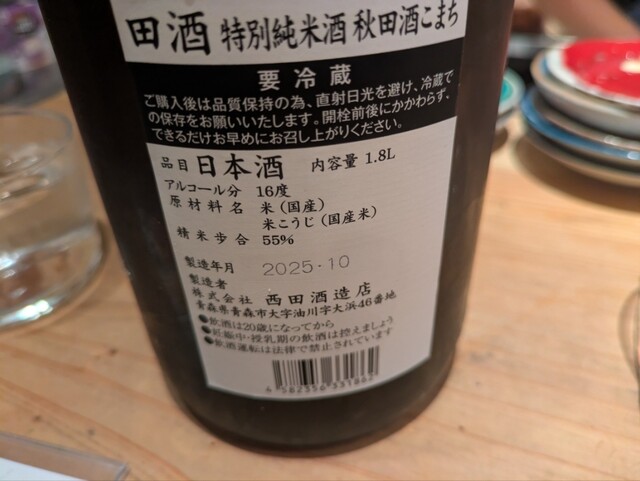 田酒 特別純米酒 秋田酒こまち
要冷蔵
ご購入後は品質保持の為、直射日光を避け、冷蔵で
の保存をお願いいたします。開栓前後にかかわらず、
できるだけお早めにお召し上がりください。
品目 日本酒 内容量 1.8L
アルコール分 16度
原材料名 米(国産)
米こうじ(国産米)
精米歩合 55%
製造年月 2025・10
製造者
株式会社 西田酒造店
青森県青森市大字油川字大浜46番地
●飲酒は20歳になってから
●妊娠中・授乳期の飲酒は控えましょう
●飲酒運転は法律で禁止されています
4 582356 331862